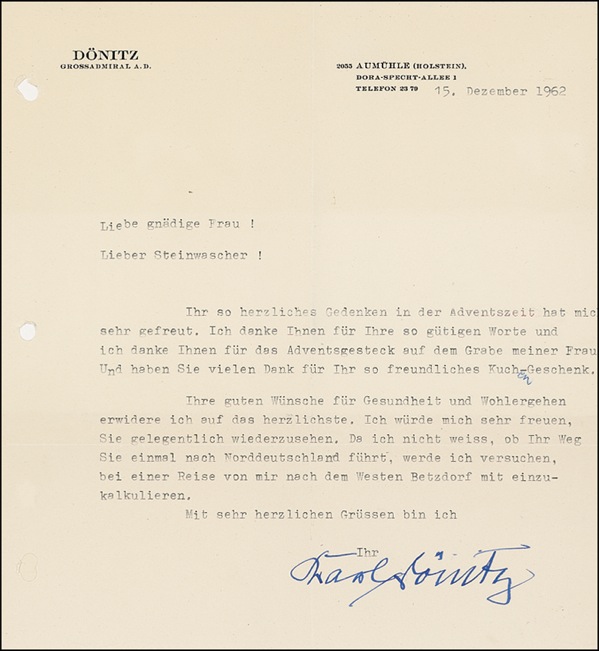 DÖNITZ
GROSSADMIRAL A. D.
2055 AUMÜHLE (HOLSTEIN),
DORA-SPECHT-ALLEE 1
TELEFON 23 79
15. Dezember 1962
Liebe gnädige Frau !
Lieber Steinwascher !
Ihr so herzliches Gedenken in der Adventszeit hat mic
sehr gefreut. Ich danke Ihnen für Ihre so gütigen Worte und
ich danke Ihnen für das Adventsgesteck auf dem Grabe meiner Frau
Und haben Sie vielen Dank für Ihr so freundliches Kuchen-Geschenk.
Ihre guten Wünsche für Gesundheit und Wohlergehen
erwidere ich auf das herzlichste. Ich würde mich sehr freuen,
Sie gelegentlich wiederzusehen. Da ich nicht weiss, ob Ihr Weg
Sie einmal nach Norddeutschland führt, werde ich versuchen,
bei einer Reise von mir nach dem Westen Betzdorf mit einzu-
kalkulieren.
Mit sehr herzlichen Grüssen bin ich
Ihr
Karl Dönitz